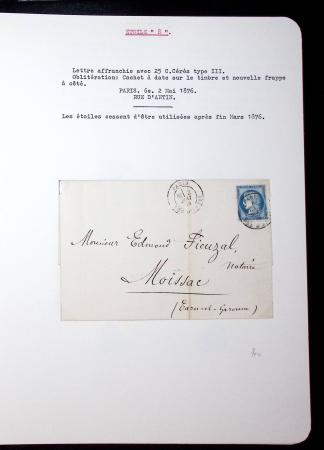 ETOILE " 8 ".
Lettre affranchie avec 25 C.Cérès type III.
Oblitération: Cachet à date sur le timbre et nouvelle frappe
à côté.
PARIS, 6e. 2 Mai 1876.
RUE D'ANTIN.
Les étoiles cessent d'être utilisées après fin Mars 1876.
PARIS
Monsieur Edmond Fieuzal,
Notaire
Moissac
(Tarn-et-Garonne)